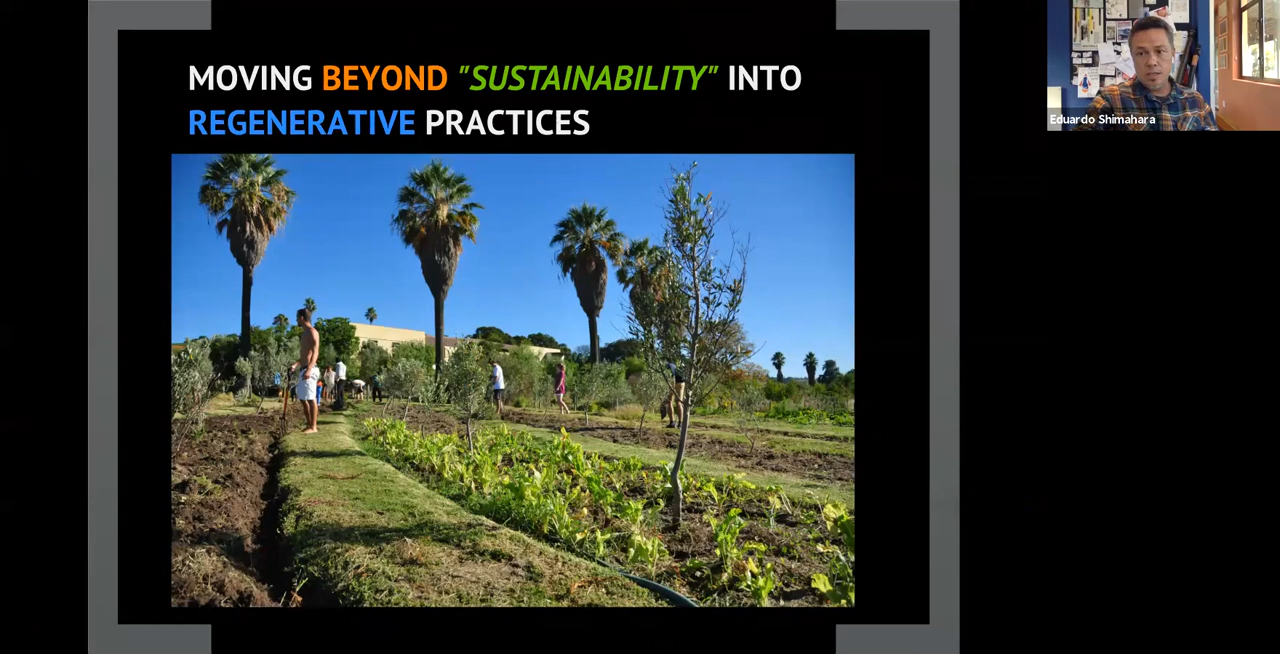 MOVING BEYOND "SUSTAINABILITY" INTO
REGENERATIVE PRACTICES
Eduardo Shimahara